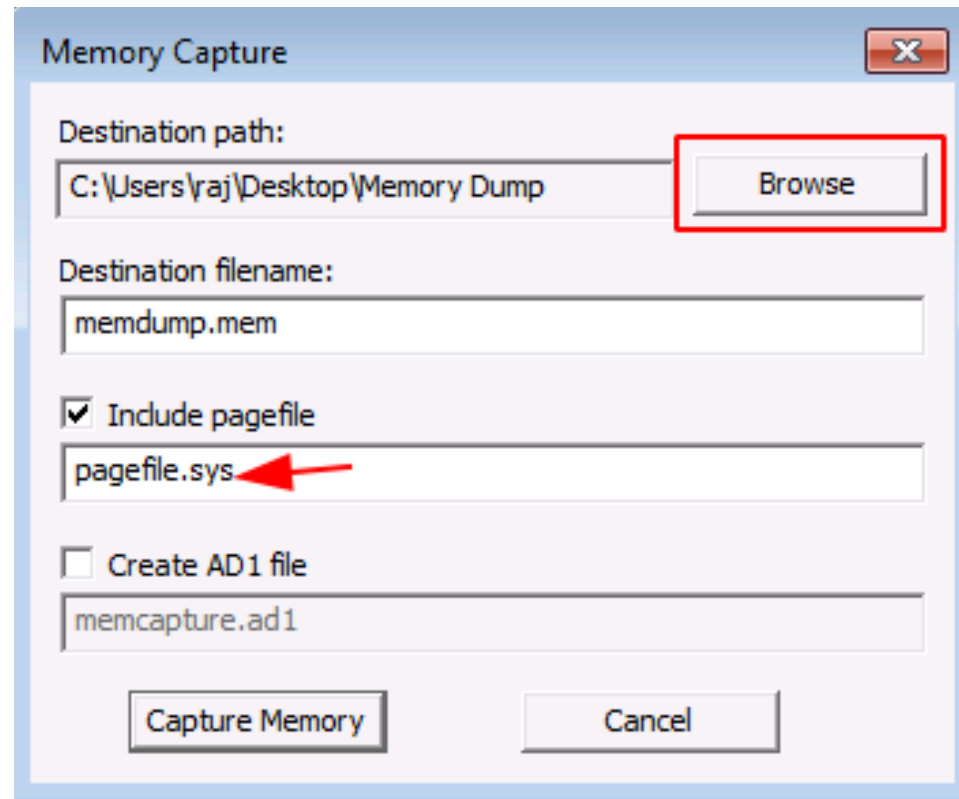 Memory Capture
Destination path:
C:\Users\raj\Desktop\Memory Dump
Browse
Destination filename:
memdump.mem
Include pagefile
pagefile.sys
Create AD1 file
memcapture.ad1
Capture Memory
Cancel